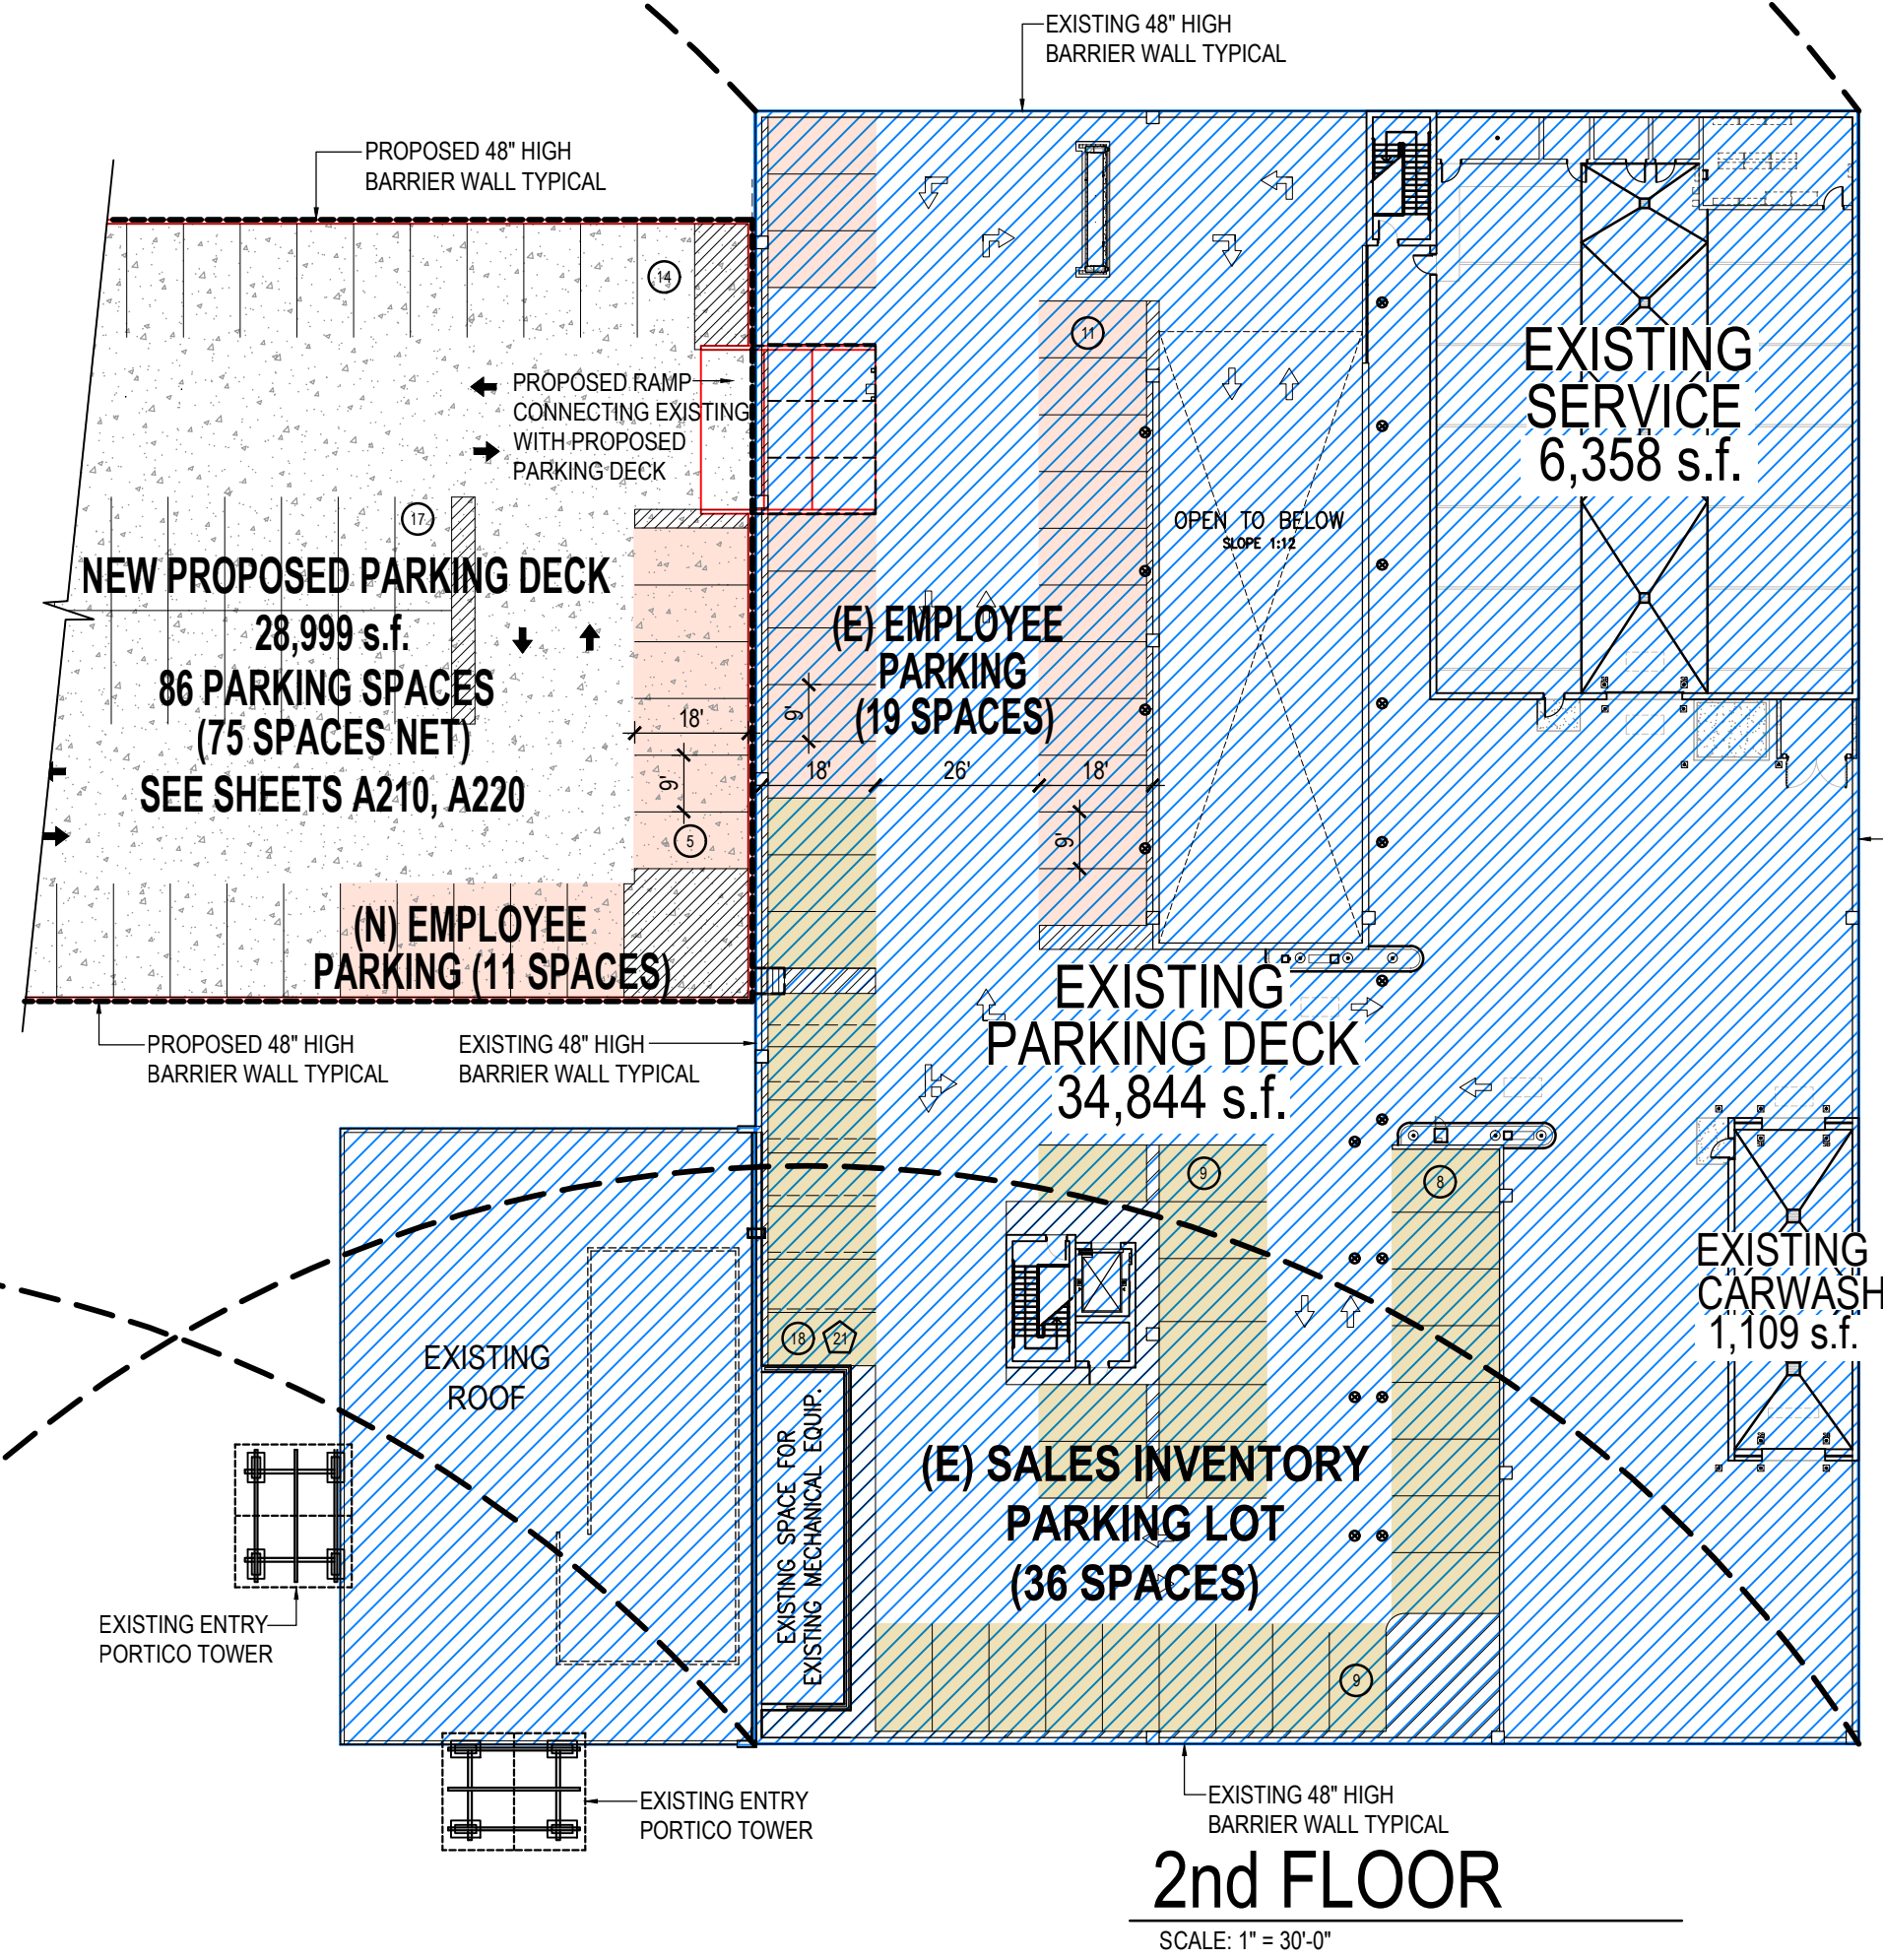 EXISTING 48" HIGH
BARRIER WALL TYPICAL
PROPOSED 48" HIGH
BARRIER WALL TYPICAL
14
11
PROPOSED RAMP
CONNECTING EXISTING
WITH PROPOSED
PARKING DECK
EXISTING
SERVICE
6,358 s.f.
17
OPEN TO BELOW
SLOPE 1:12
NEW PROPOSED PARKING DECK
28,999 s.f.
86 PARKING SPACES
(75 SPACES NET)
SEE SHEETS A210, A220
(E) EMPLOYEE
PARKING
(19 SPACES)
18'
9'
9'
18'
26'
18'
9'
5
(N) EMPLOYEE
PARKING (11 SPACES)
EXISTING
PARKING DECK
34,844 s.f.
PROPOSED 48" HIGH
BARRIER WALL TYPICAL
EXISTING 48" HIGH
BARRIER WALL TYPICAL
9
8
EXISTING
CARWASH
1,109 s.f.
18
21
EXISTING
ROOF
EXISTING SPACE FOR
EXISTING MECHANICAL EQUIP.
(E) SALES INVENTORY
PARKING LOT
(36 SPACES)
9
EXISTING ENTRY
PORTICO TOWER
EXISTING ENTRY
PORTICO TOWER
EXISTING 48" HIGH
BARRIER WALL TYPICAL
2nd FLOOR
SCALE: 1" = 30'-0"